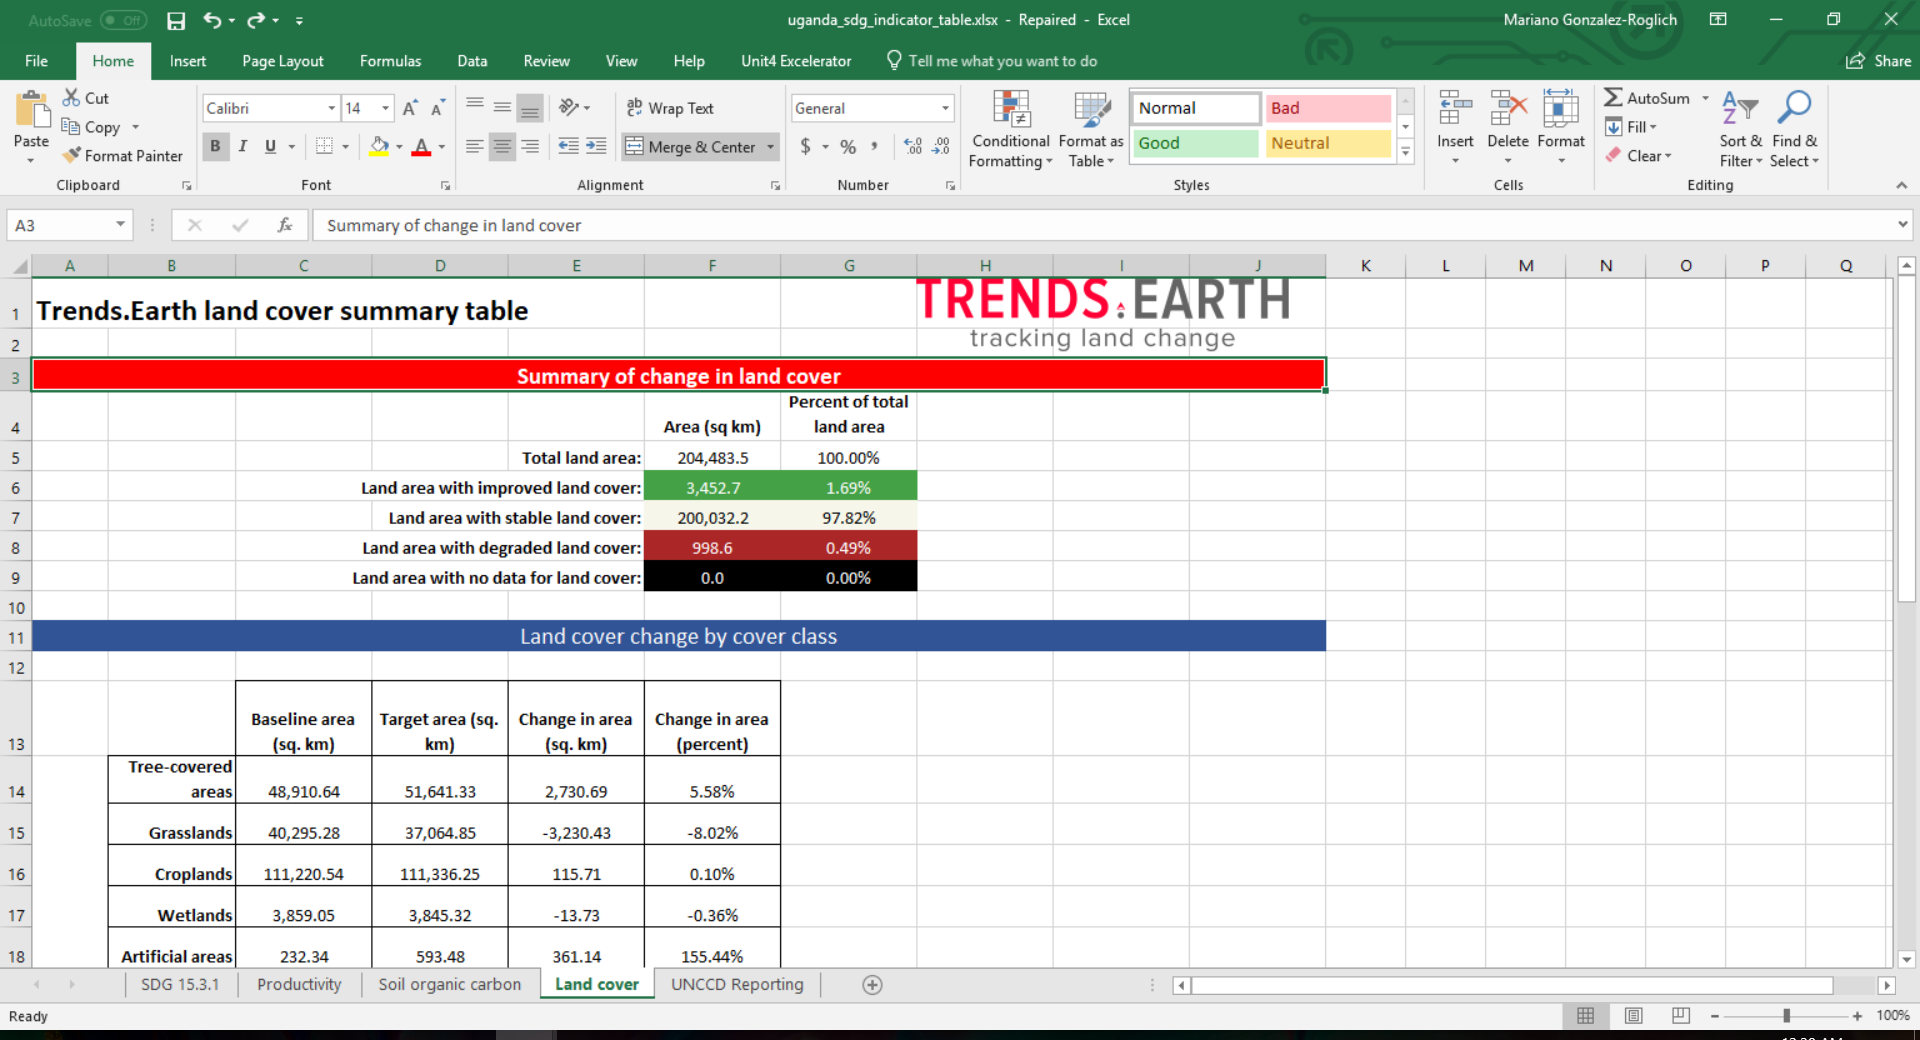 AutoSave Off
uganda_sdg_indicator_table.xlsx - Repaired - Excel
Mariano Gonzalez-Roglich
File Home Insert Page Layout Formulas Data Review View Help Unit4 Excelerator Tell me what you want to do Share
Paste
Cut
Copy
Format Painter
Clipboard
Calibri 14
B I U
Font
Wrap Text
Merge & Center
Alignment
General
$ % ,
Number
Conditional Formatting
Format as Table
Normal Bad
Good Neutral
Styles
Insert Delete Format
Cells
AutoSum
Fill
Clear
Sort & Filter
Find & Select
Editing
A3 fx Summary of change in land cover
A B C D E F G H I J K L M N O P Q
1 Trends.Earth land cover summary table
TRENDS.EARTH
tracking land change
2
3 Summary of change in land cover
4 Area (sq km) Percent of total land area
5 Total land area: 204,483.5 100.00%
6 Land area with improved land cover: 3,452.7 1.69%
7 Land area with stable land cover: 200,032.2 97.82%
8 Land area with degraded land cover: 998.6 0.49%
9 Land area with no data for land cover: 0.0 0.00%
10
11 Land cover change by cover class
12
13 Baseline area (sq. km) Target area (sq. km) Change in area (sq. km) Change in area (percent)
14 Tree-covered areas 48,910.64 51,641.33 2,730.69 5.58%
15 Grasslands 40,295.28 37,064.85 -3,230.43 -8.02%
16 Croplands 111,220.54 111,336.25 115.71 0.10%
17 Wetlands 3,859.05 3,845.32 -13.73 -0.36%
18 Artificial areas 232.34 593.48 361.14 155.44%
SDG 15.3.1 Productivity Soil organic carbon Land cover UNCCD Reporting
Ready
100%